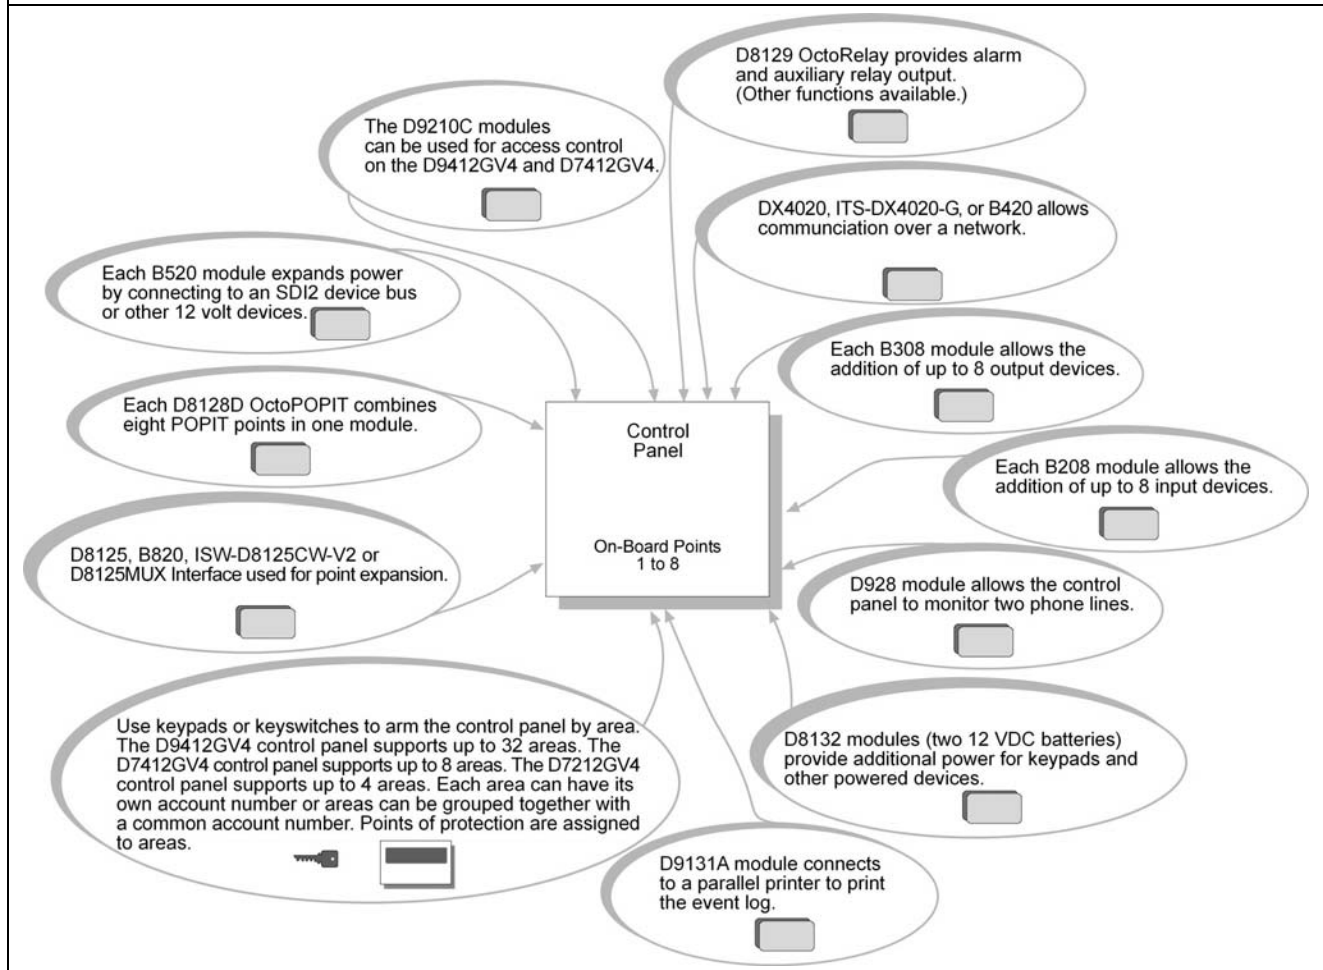 D8129 OctoRelay provides alarm
and auxiliary relay output.
(Other functions available.)
The D9210C modules
can be used for access control
on the D9412GV4 and D7412GV4.
DX4020, ITS-DX4020-G, or B420 allows
communciation over a network.
Each B520 module expands power
by connecting to an SDI2 device bus
or other 12 volt devices.
Each B308 module allows the
addition of up to 8 output devices.
Each D8128D OctoPOPIT combines
eight POPIT points in one module.
Control
Panel
On-Board Points
1 to 8
Each B208 module allows the
addition of up to 8 input devices.
D8125, B820, ISW-D8125CW-V2 or
D8125MUX Interface used for point expansion.
D928 module allows the control
panel to monitor two phone lines.
Use keypads or keyswitches to arm the control panel by area.
The D9412GV4 control panel supports up to 32 areas. The
D7412GV4 control panel supports up to 8 areas. The D7212GV4
control panel supports up to 4 areas. Each area can have its
own account number or areas can be grouped together with
a common account number. Points of protection are assigned
to areas.
D8132 modules (two 12 VDC batteries)
provide additional power for keypads and
other powered devices.
D9131A module connects
to a parallel printer to print
the event log.